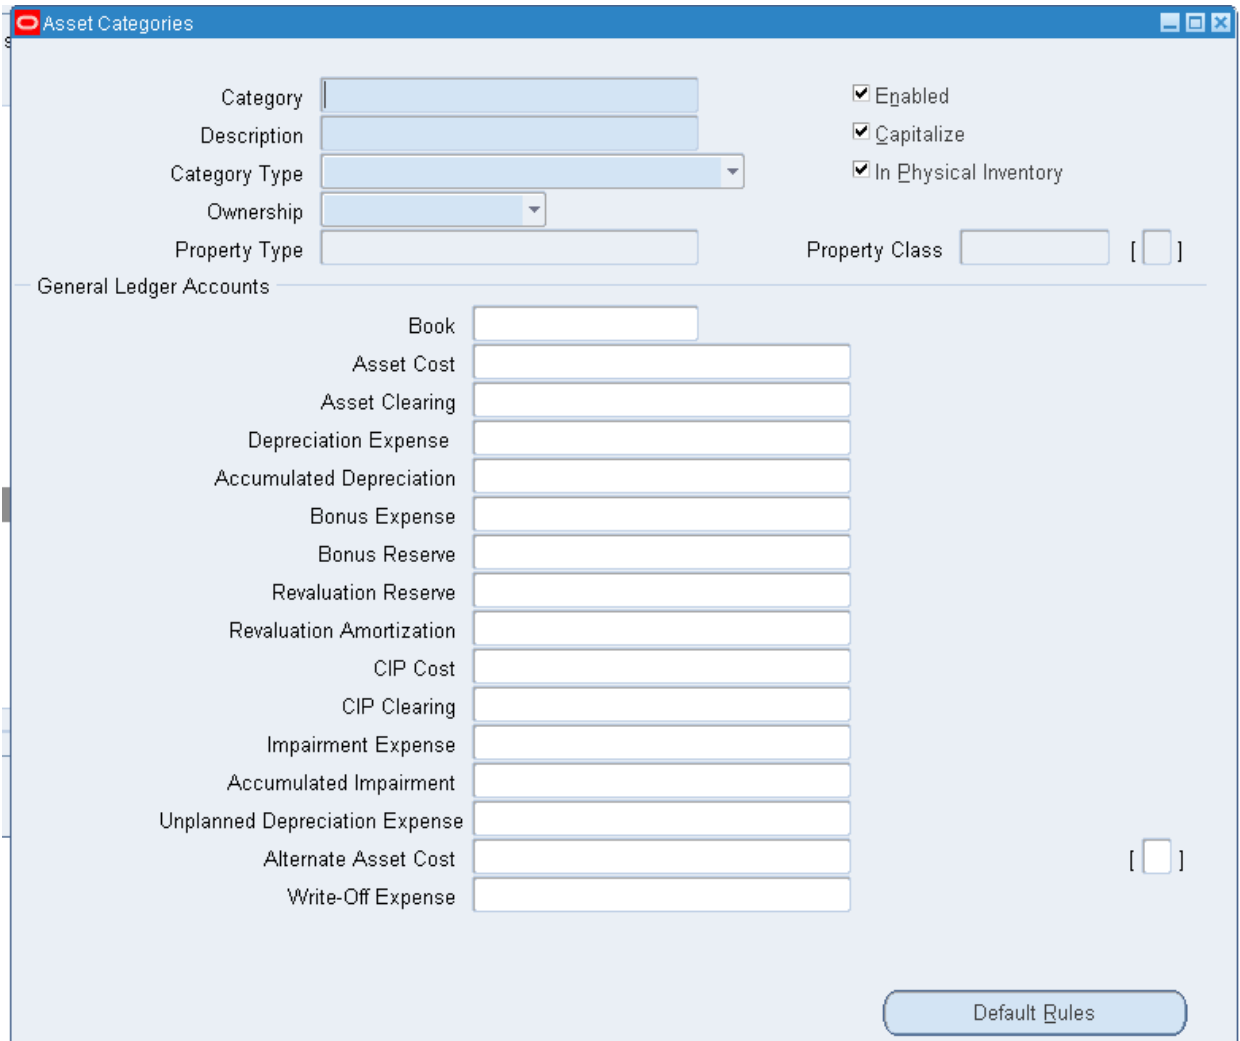 Asset Categories
Category
Enabled
Description
Capitalize
Category Type
In Physical Inventory
Ownership
Property Type
Property Class
[ ]
General Ledger Accounts
Book
Asset Cost
Asset Clearing
Depreciation Expense
Accumulated Depreciation
Bonus Expense
Bonus Reserve
Revaluation Reserve
Revaluation Amortization
CIP Cost
CIP Clearing
Impairment Expense
Accumulated Impairment
Unplanned Depreciation Expense
Alternate Asset Cost
[ ]
Write-Off Expense
Default Rules